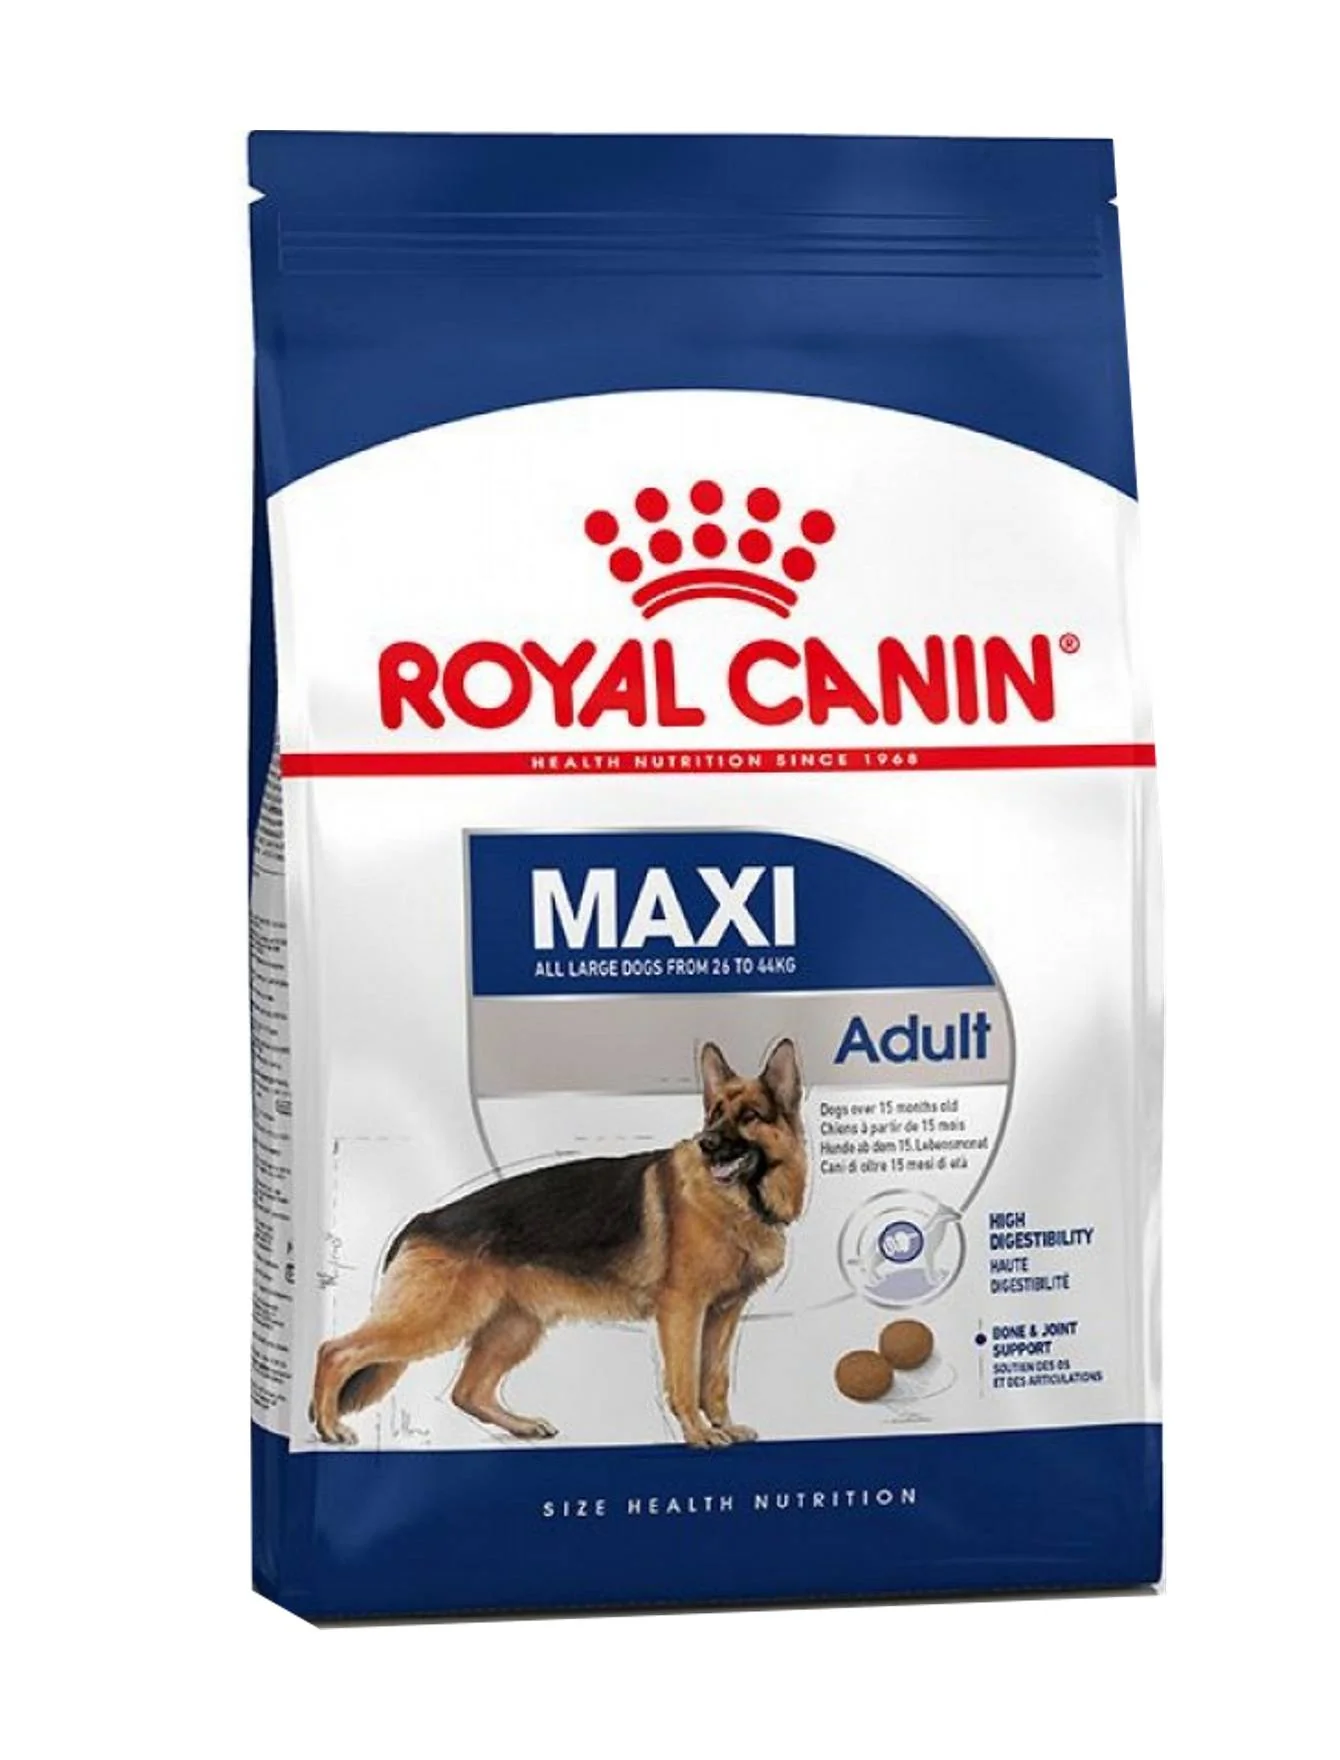 ROYAL CANIN®
HEALTH NUTRITION SINCE 1968
MAXI
ALL LARGE DOGS FROM 26 TO 44KG
Adult
Dogs over 15 months old
Chiens à partir de 15 mois
Hunde ab dem 15. Lebensmonat
Cani di oltre 15 mesi di età
HIGH
DIGESTIBILITY
HAUTE
DIGESTIBILITÉ
BONE & JOINT
SUPPORT
SOUTIEN DES OS
ET DES ARTICULATIONS
SIZE HEALTH NUTRITION